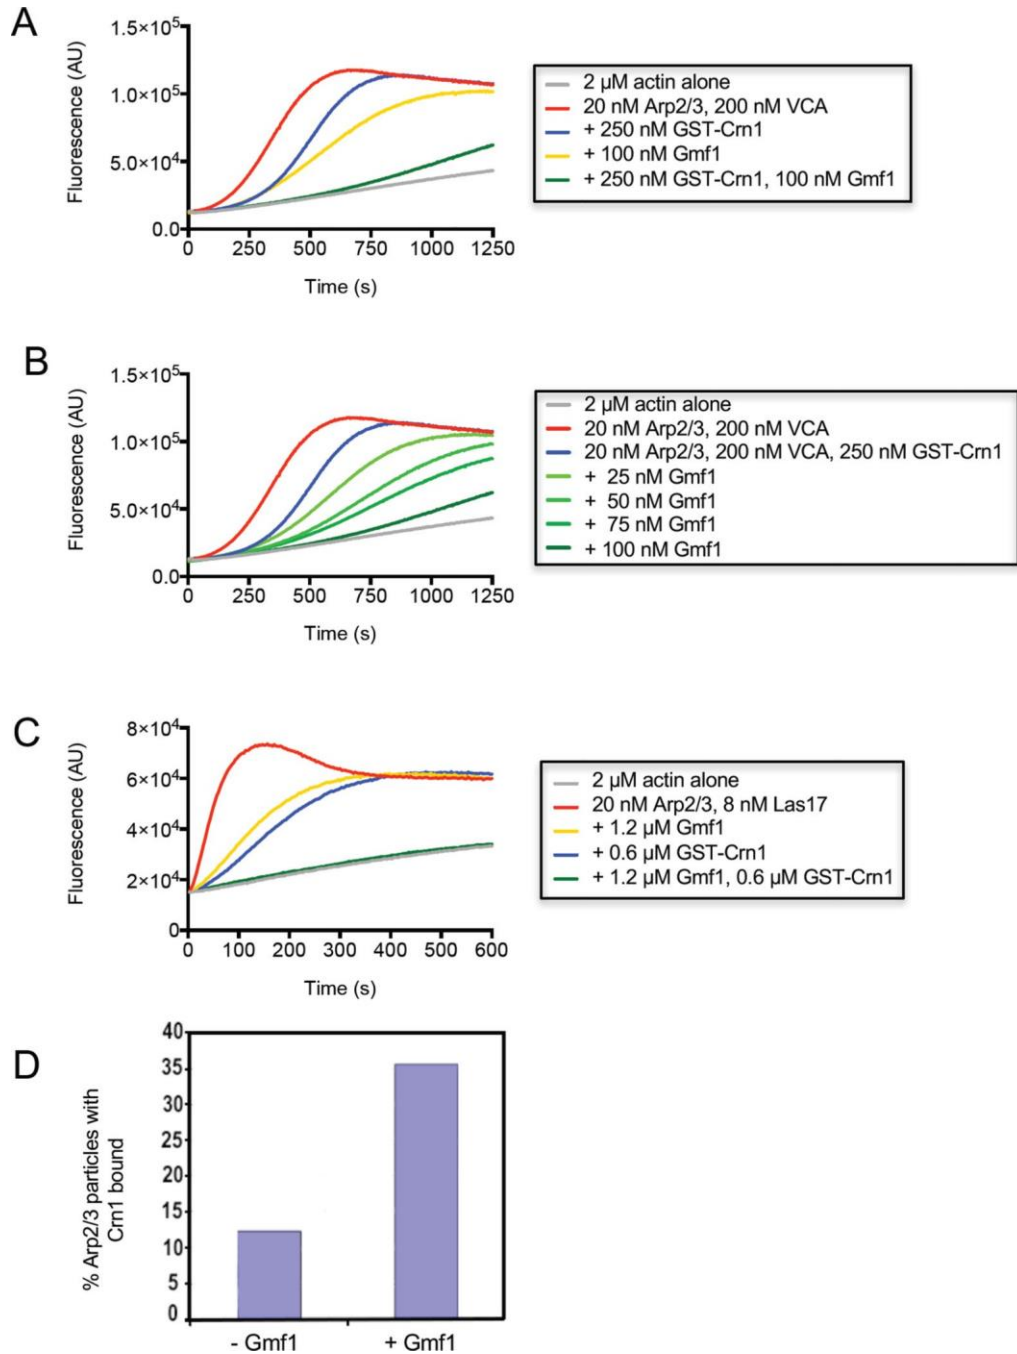 A
Fluorescence (AU)
1.5×10⁵
1.0×10⁵
5.0×10⁴
0.0
0 250 500 750 1000 1250
Time (s)
2 µM actin alone
20 nM Arp2/3, 200 nM VCA
+ 250 nM GST-Crn1
+ 100 nM Gmf1
+ 250 nM GST-Crn1, 100 nM Gmf1
B
Fluorescence (AU)
1.5×10⁵
1.0×10⁵
5.0×10⁴
0.0
0 250 500 750 1000 1250
Time (s)
2 µM actin alone
20 nM Arp2/3, 200 nM VCA
20 nM Arp2/3, 200 nM VCA, 250 nM GST-Crn1
+ 25 nM Gmf1
+ 50 nM Gmf1
+ 75 nM Gmf1
+ 100 nM Gmf1
C
Fluorescence (AU)
8×10⁴
6×10⁴
4×10⁴
2×10⁴
0
0 100 200 300 400 500 600
Time (s)
2 µM actin alone
20 nM Arp2/3, 8 nM Las17
+ 1.2 µM Gmf1
+ 0.6 µM GST-Crn1
+ 1.2 µM Gmf1, 0.6 µM GST-Crn1
D
% Arp2/3 particles with
Crn1 bound
40
35
30
25
20
15
10
5
0
- Gmf1 + Gmf1